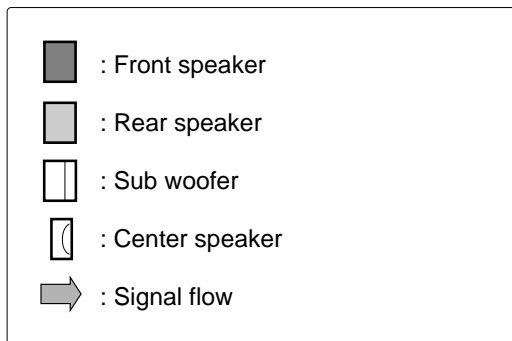 : Front speaker
: Rear speaker
: Sub woofer
: Center speaker
: Signal flow